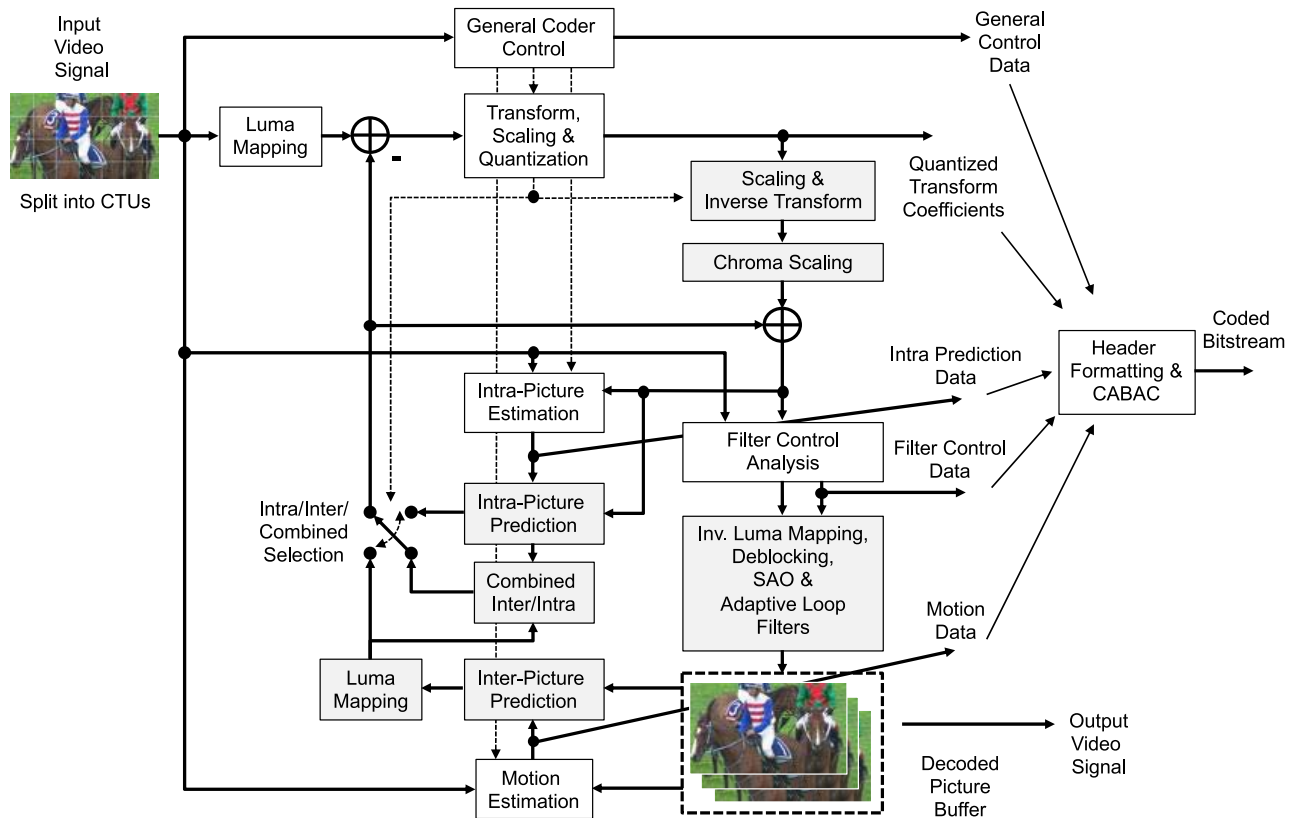 Input
Video
Signal
Split into CTUs
General Coder
Control
General
Control
Data
Luma
Mapping
-
Transform,
Scaling &
Quantization
Scaling &
Inverse Transform
Quantized
Transform
Coefficients
Chroma Scaling
Intra-Picture
Estimation
Intra Prediction
Data
Header
Formatting &
CABAC
Coded
Bitstream
Filter Control
Analysis
Filter Control
Data
Intra/Inter/
Combined
Selection
Intra-Picture
Prediction
Inv. Luma Mapping,
Deblocking,
SAO &
Adaptive Loop
Filters
Combined
Inter/Intra
Motion
Data
Luma
Mapping
Inter-Picture
Prediction
Motion
Estimation
Decoded
Picture
Buffer
Output
Video
Signal